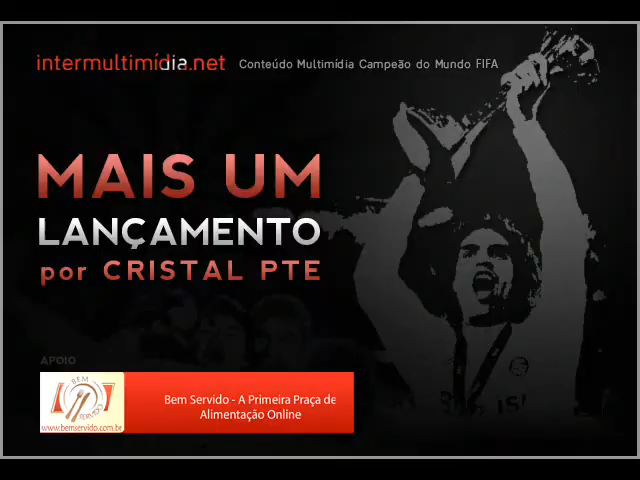 intermultimídia.net Conteúdo Multimídia Campeão do Mundo FIFA
MAIS UM
LANÇAMENTO
por CRISTAL PTE
APOIO
BEM
SERVIDO
www.bemservido.com.br
Bem Servido - A Primeira Praça de
Alimentação Online